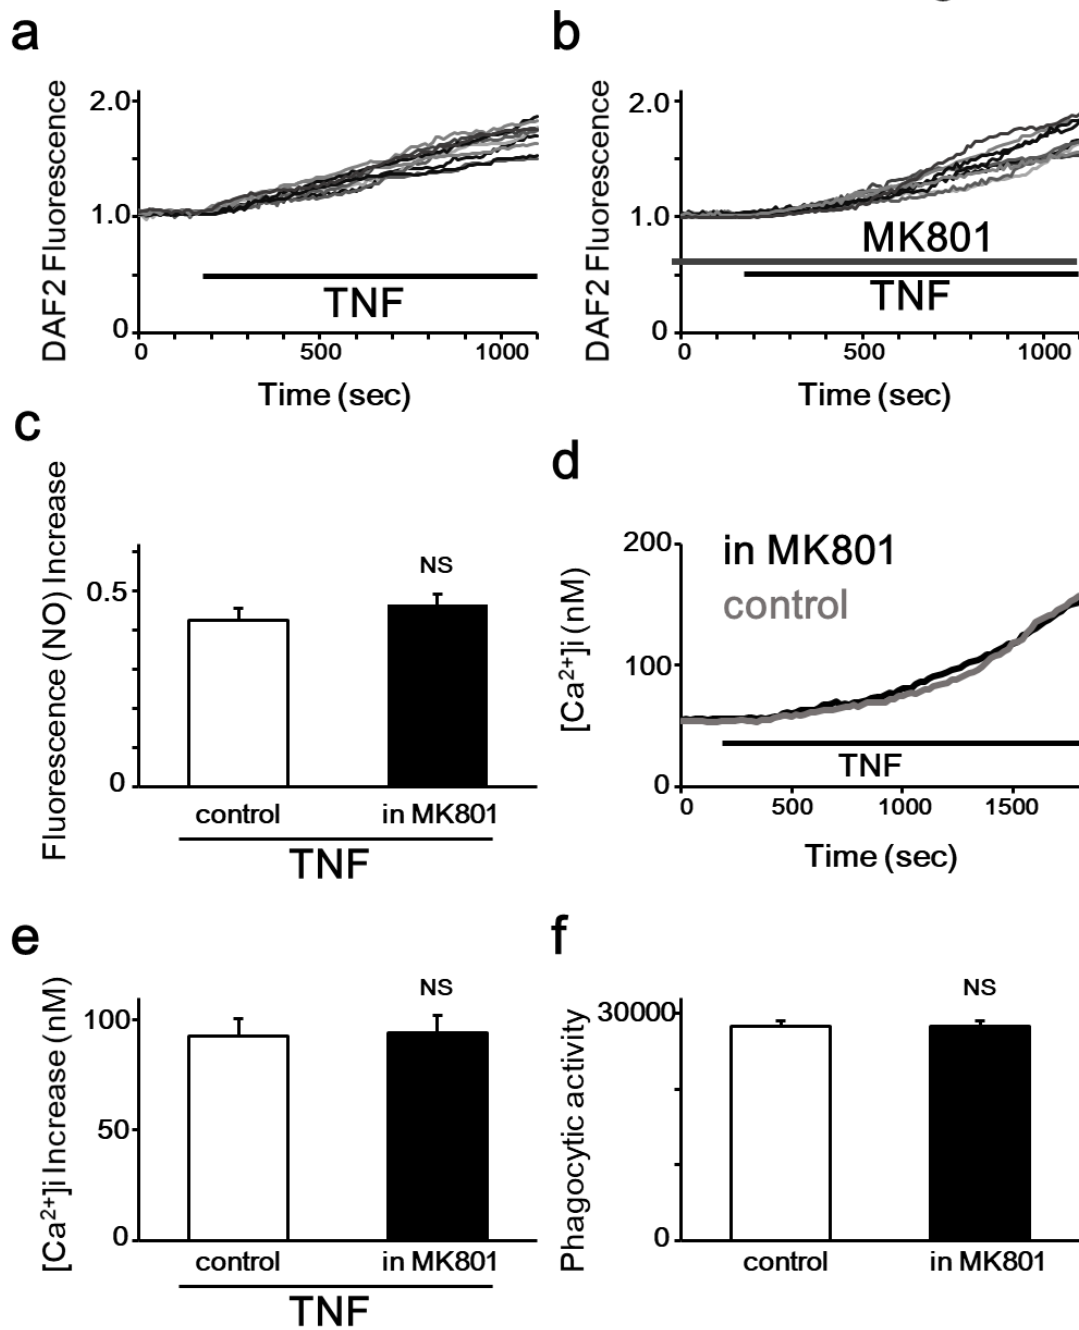 a
DAF2 Fluorescence
2.0
1.0
0
TNF
0 500 1000
Time (sec)
b
DAF2 Fluorescence
2.0
1.0
0
MK801
TNF
0 500 1000
Time (sec)
c
Fluorescence (NO) Increase
0.5
0
NS
control in MK801
TNF
d
[Ca²⁺]i (nM)
200
100
0
in MK801
control
TNF
0 500 1000 1500
Time (sec)
e
[Ca²⁺]i Increase (nM)
100
50
0
NS
control in MK801
TNF
f
Phagocytic activity
30000
0
NS
control in MK801